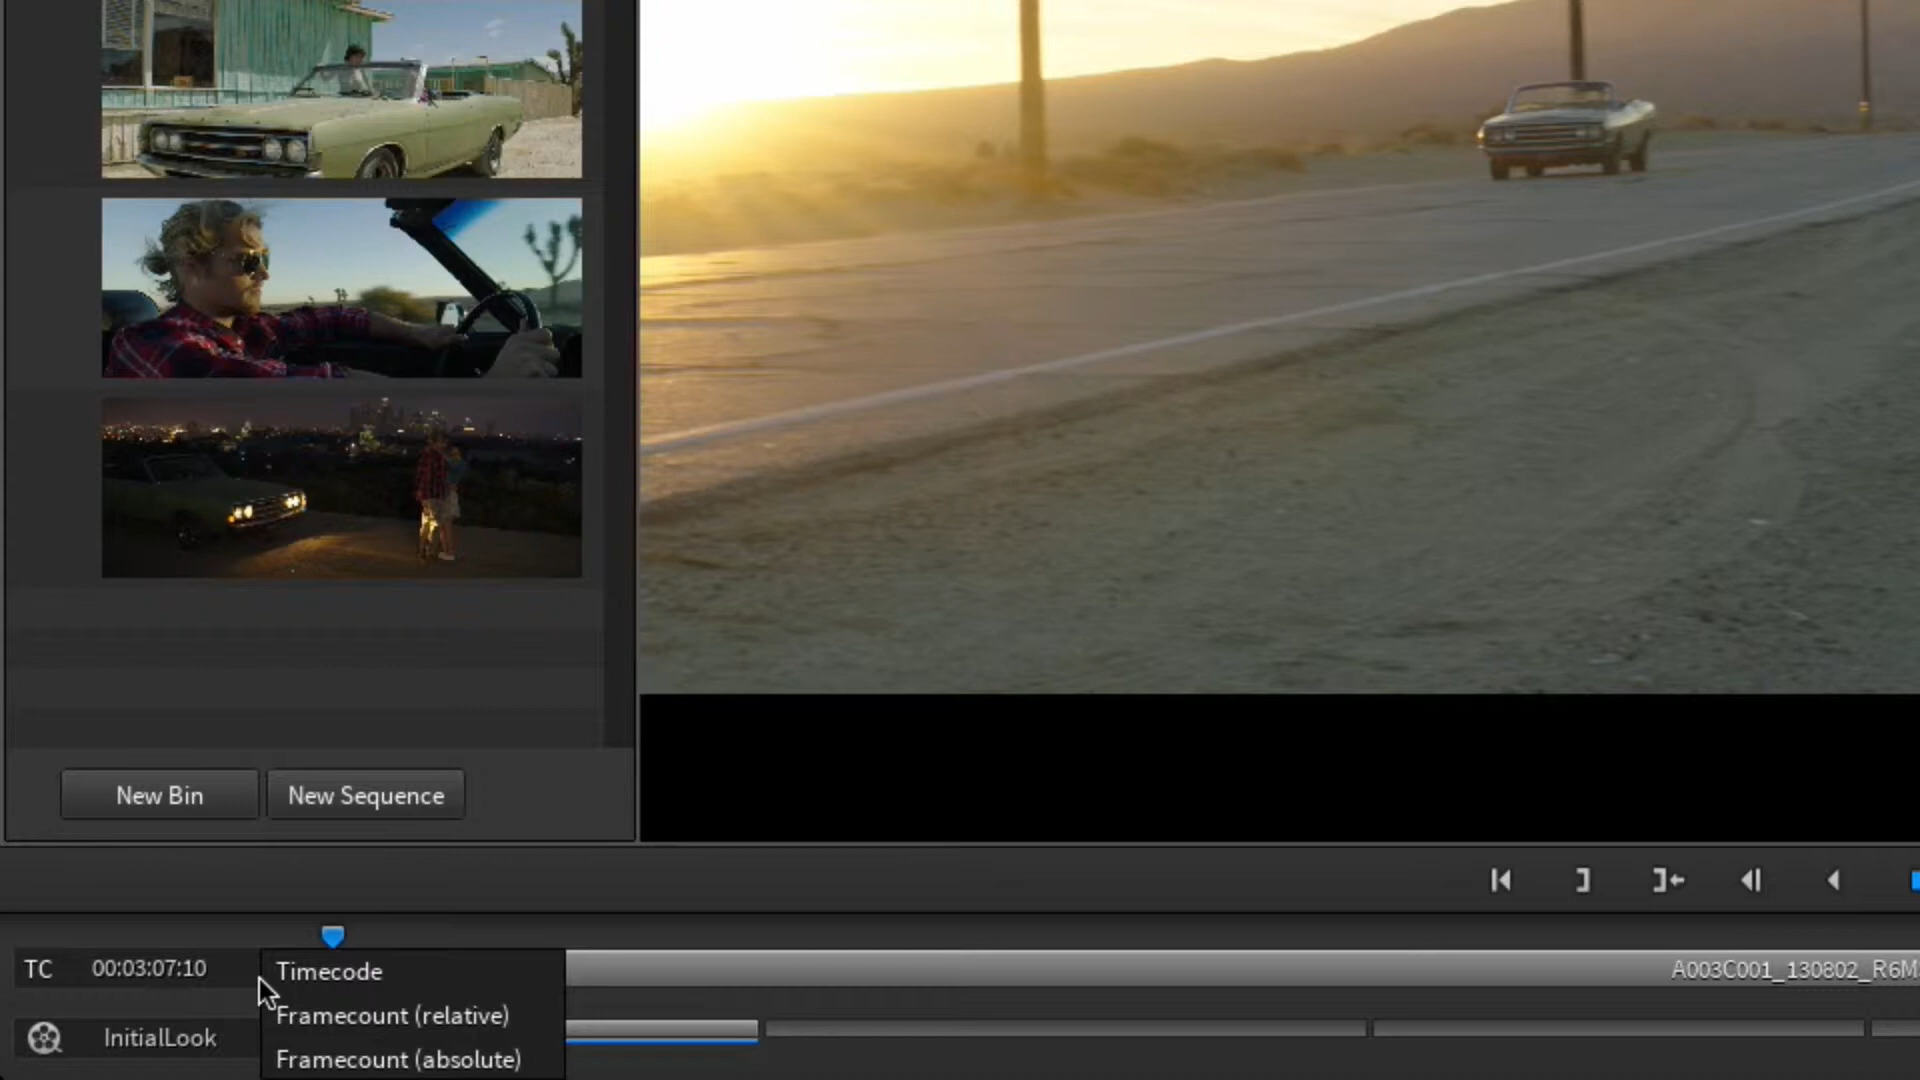 New Bin
New Sequence
TC 00:03:07:10
Timecode
A003C001_130802_R6M
Framecount (relative)
InitialLook
Framecount (absolute)